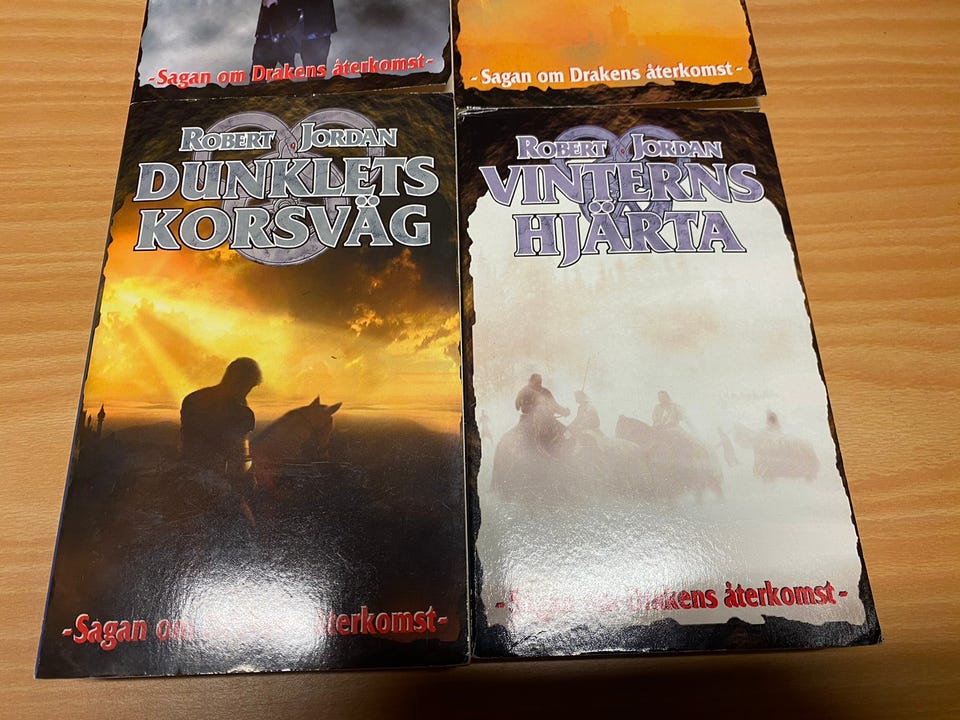 -Sagan om Drakens återkomst-
-Sagan om Drakens återkomst-
ROBERT JORDAN
DUNKLETS
KORSVÄG
-Sagan om återkomst-
ROBERT JORDAN
VINTERNS
HJÄRTA
-Sagan Drakens återkomst-